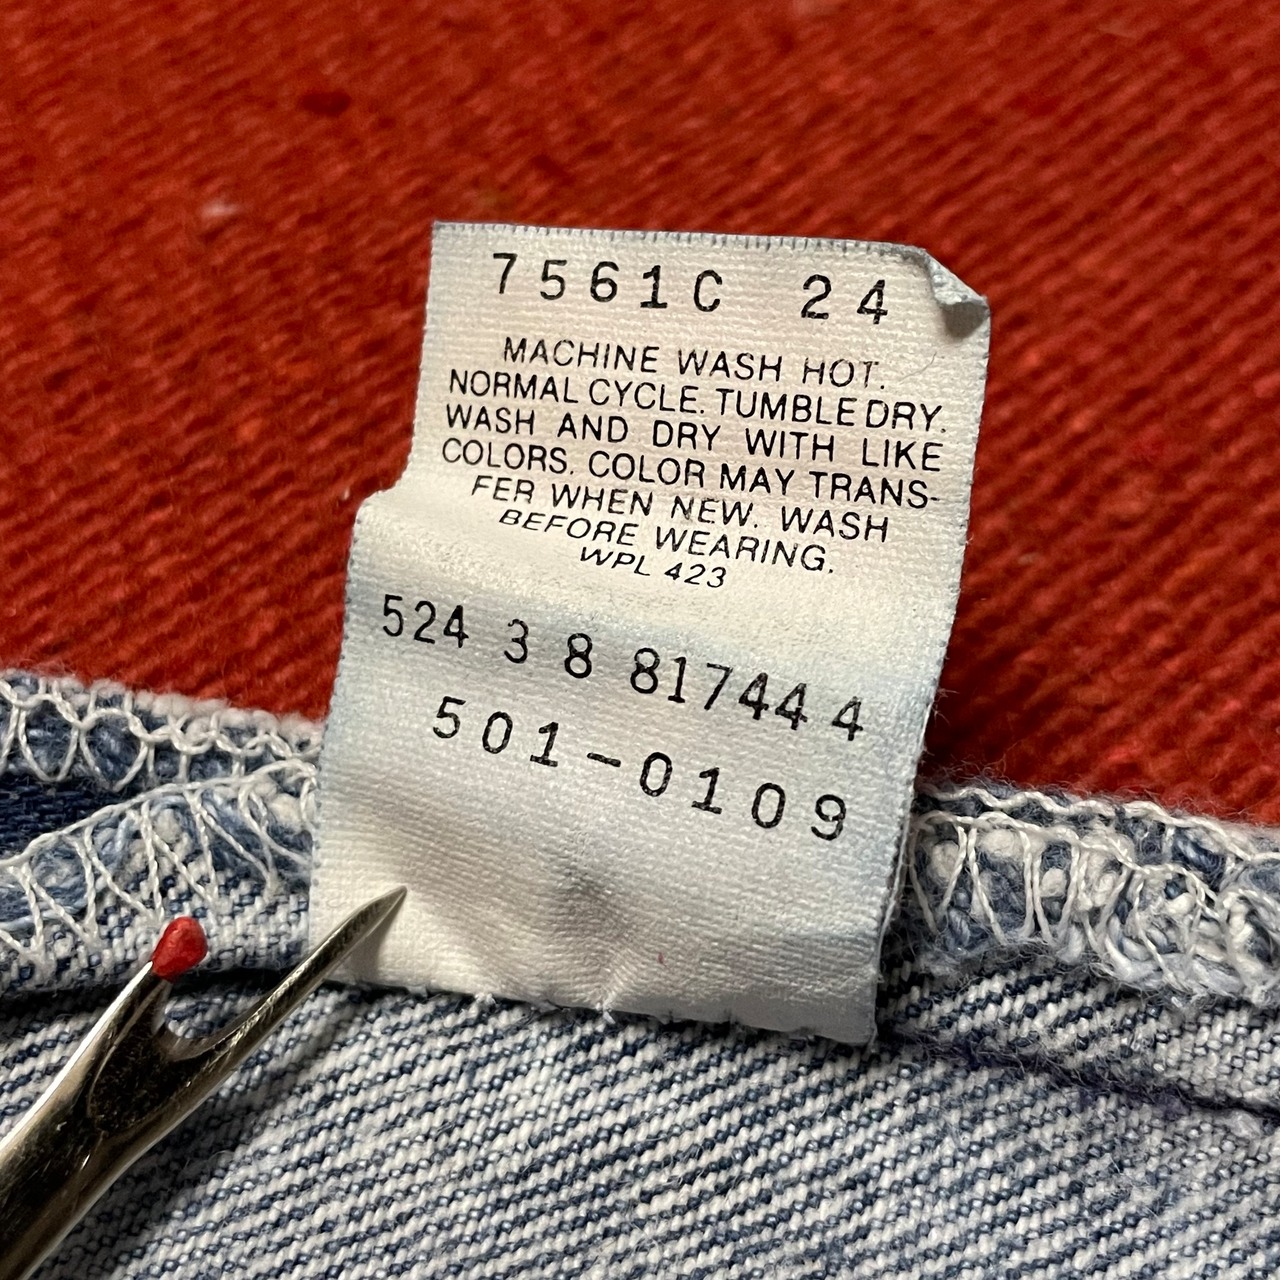 7561C 24
MACHINE WASH HOT.
NORMAL CYCLE. TUMBLE DRY.
WASH AND DRY WITH LIKE
COLORS. COLOR MAY TRANS-
FER WHEN NEW. WASH
BEFORE WEARING.
WPL 423
524 3 8 81744 4
501-0109